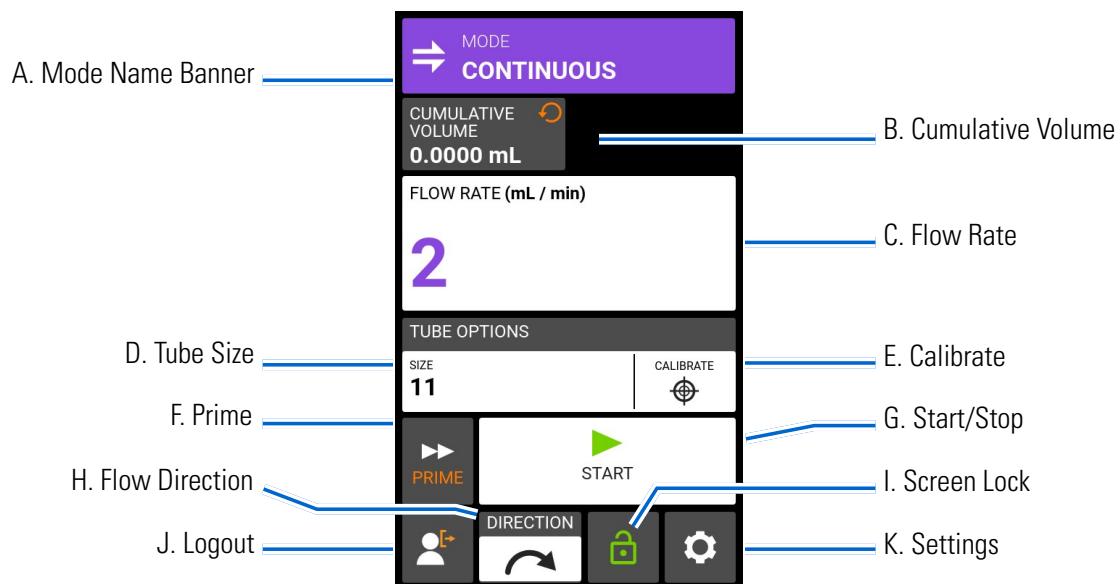 MODE
A. Mode Name Banner
CONTINUOUS
CUMULATIVE
VOLUME
0.0000 mL
B. Cumulative Volume
FLOW RATE (mL / min)
2
C. Flow Rate
TUBE OPTIONS
D. Tube Size
SIZE
11
CALIBRATE
E. Calibrate
F. Prime
PRIME
START
G. Start/Stop
H. Flow Direction
DIRECTION
I. Screen Lock
J. Logout
K. Settings